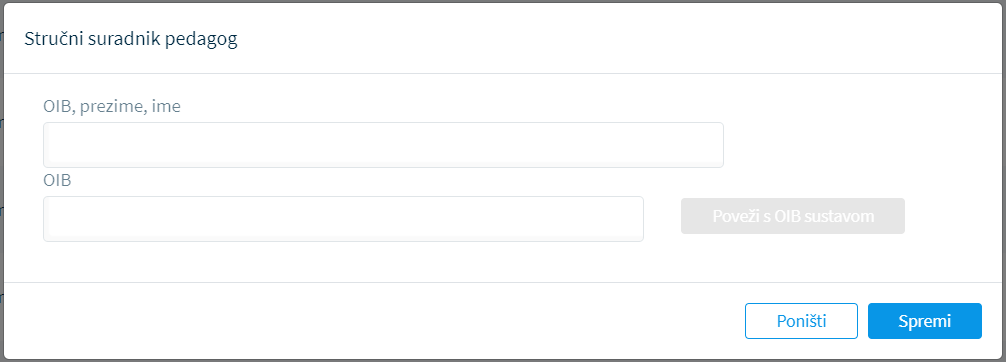 Stručni suradnik pedagog
OIB, prezime, ime
OIB
Poveži s OIB sustavom
Poništi
Spremi